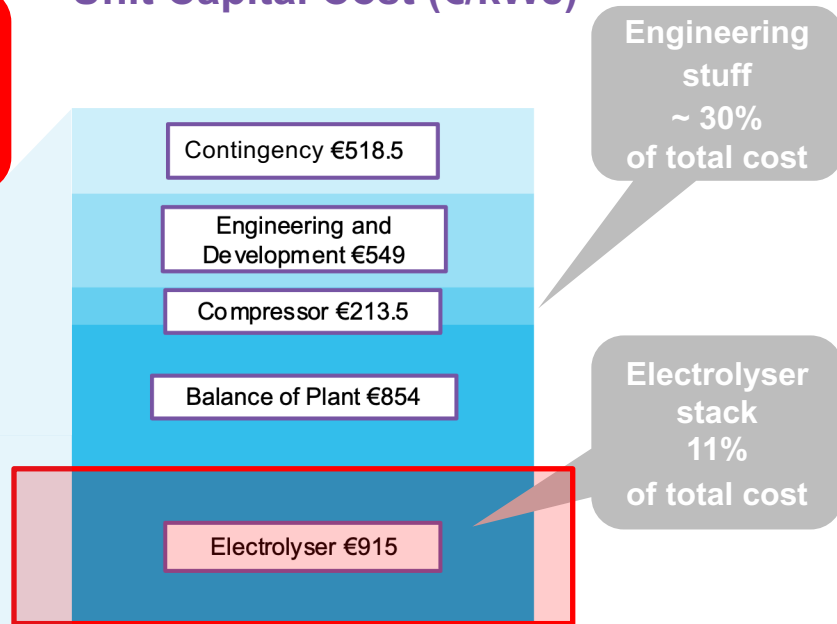 Engineering
stuff
~ 30%
of total cost
Contingency €518.5
Engineering and
Development €549
Compressor €213.5
Balance of Plant €854
Electrolyser
stack
11%
of total cost
Electrolyser €915